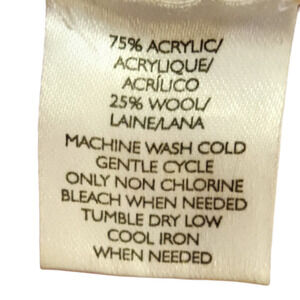 75% ACRYLIC/
ACRYLIQUE/
ACRÍLICO
25% WOOL/
LAINE/LANA
MACHINE WASH COLD
GENTLE CYCLE
ONLY NON CHLORINE
BLEACH WHEN NEEDED
TUMBLE DRY LOW
COOL IRON
WHEN NEEDED